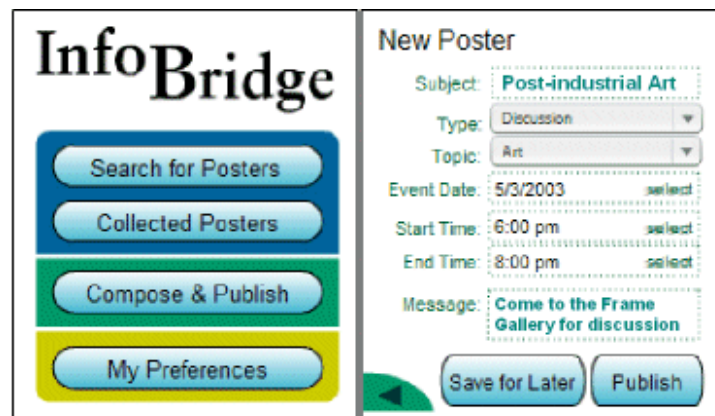 Info Bridge
Search for Posters
Collected Posters
Compose & Publish
My Preferences
New Poster
Subject: Post-industrial Art
Type: Discussion
Topic: Art
Event Date: 5/3/2003 select
Start Time: 6:00 pm select
End Time: 8:00 pm select
Message: Come to the Frame
Gallery for discussion
Save for Later Publish